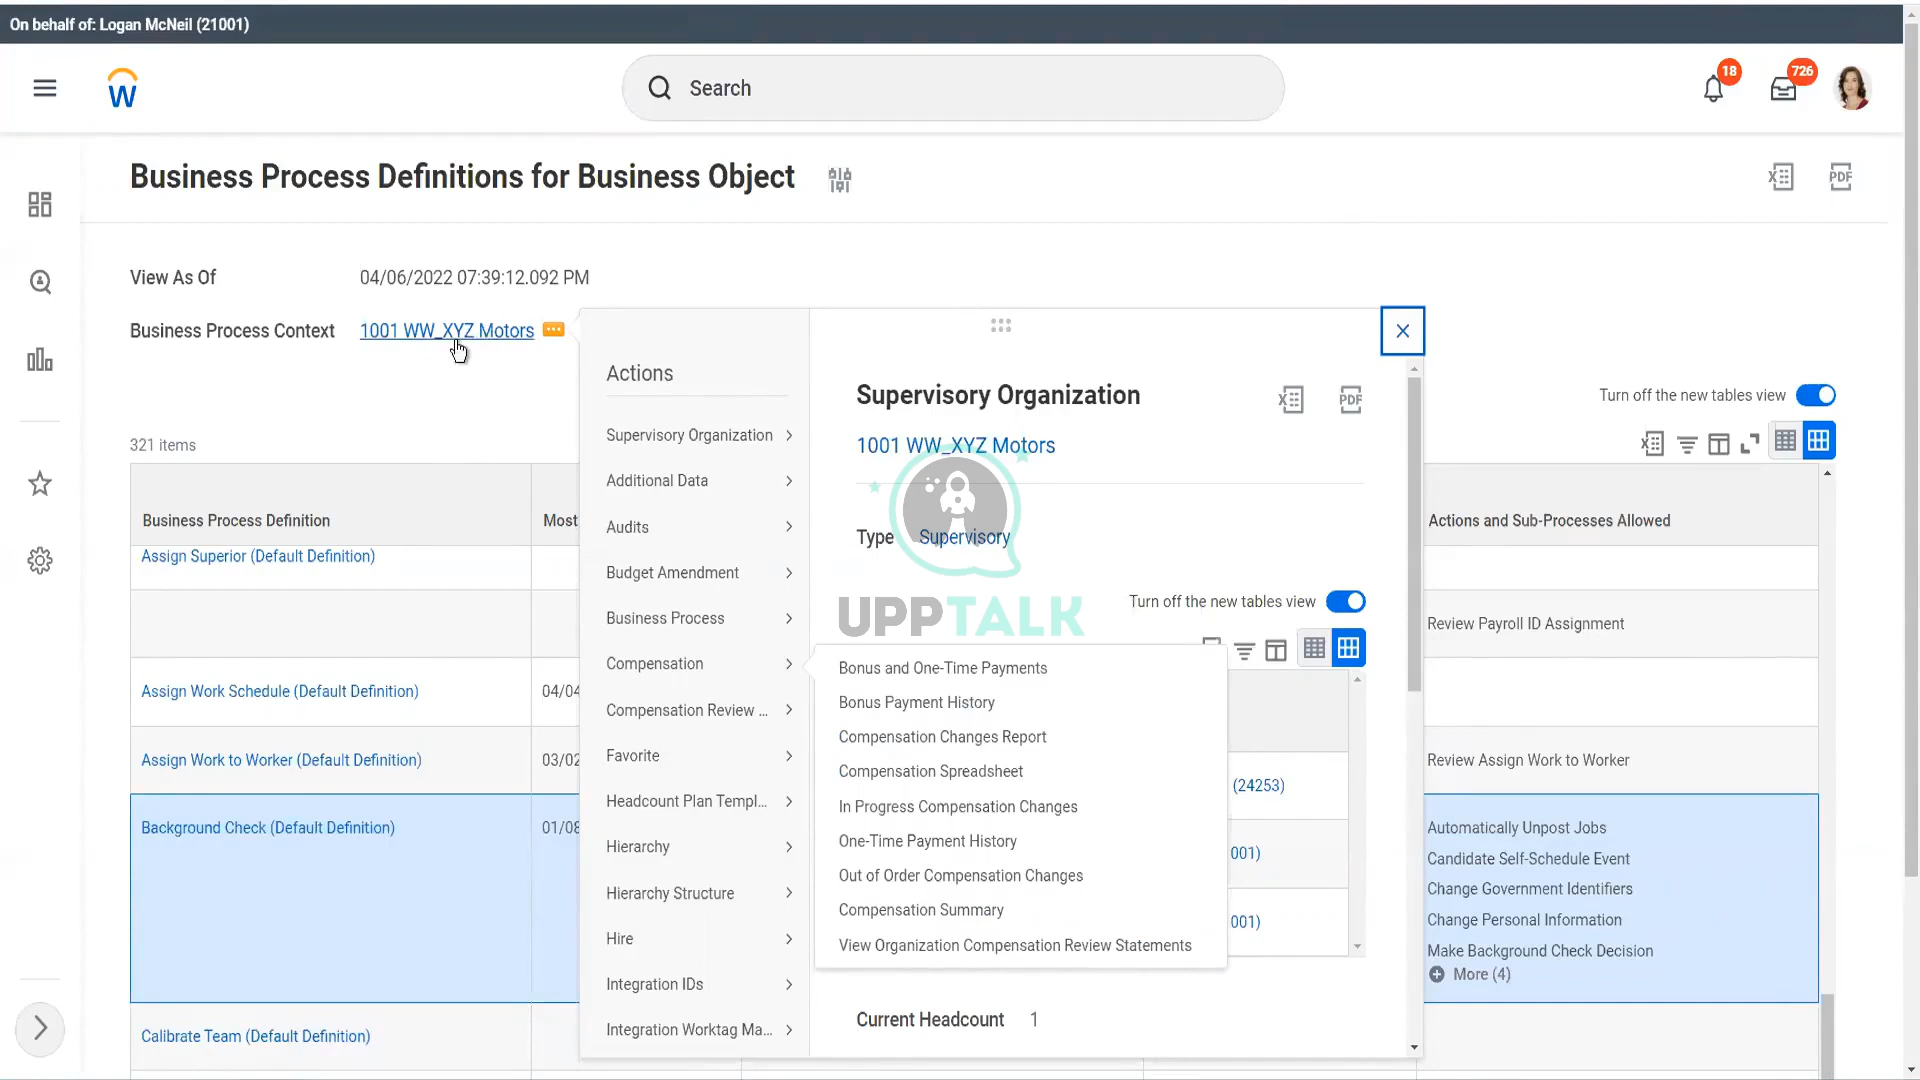 On behalf of: Logan McNeil (21001)
W
Search
18
726
Business Process Definitions for Business Object
X
PDF
View As Of
04/06/2022 07:39:12.092 PM
Business Process Context
1001 WW_XYZ Motors
Actions
Supervisory Organization
Additional Data
Audits
Budget Amendment
Business Process
Compensation
Compensation Review ...
Favorite
Headcount Plan Templ...
Hierarchy
Hierarchy Structure
Hire
Integration IDs
Integration Worktag Ma...
Supervisory Organization
X
PDF
1001 WW_XYZ Motors
Type
Supervisory
UPPTALK
Turn off the new tables view
Bonus and One-Time Payments
Bonus Payment History
Compensation Changes Report
Compensation Spreadsheet
In Progress Compensation Changes
One-Time Payment History
Out of Order Compensation Changes
Compensation Summary
View Organization Compensation Review Statements
(24253)
001)
001)
Current Headcount
1
Turn off the new tables view
321 items
X
Business Process Definition
Most
Actions and Sub-Processes Allowed
Assign Superior (Default Definition)
Review Payroll ID Assignment
Assign Work Schedule (Default Definition)
04/04
Assign Work to Worker (Default Definition)
03/02
Review Assign Work to Worker
Background Check (Default Definition)
01/08
Automatically Unpost Jobs
Candidate Self-Schedule Event
Change Government Identifiers
Change Personal Information
Make Background Check Decision
More (4)
Calibrate Team (Default Definition)